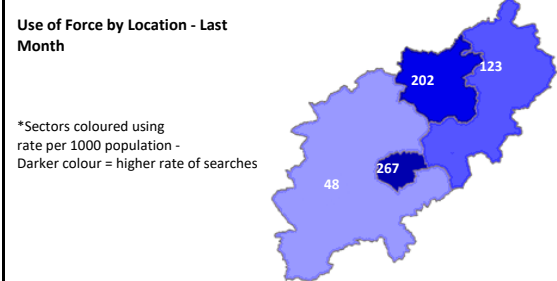 Use of Force by Location - Last
Month
*Sectors coloured using
rate per 1000 population -
Darker colour = higher rate of searches
202
123
267
48